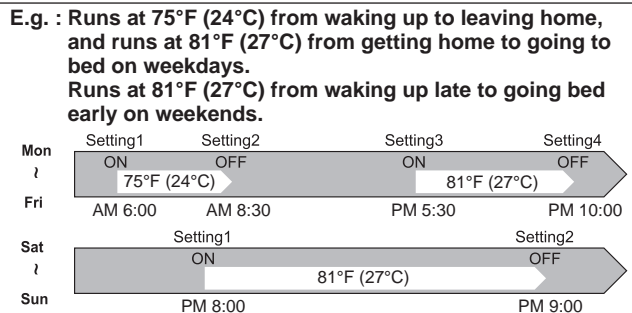 E.g. : Runs at 75°F (24°C) from waking up to leaving home,
and runs at 81°F (27°C) from getting home to going to
bed on weekdays.
Runs at 81°F (27°C) from waking up late to going bed
early on weekends.
Setting1 Setting2 Setting3 Setting4
Mon ~ Fri
ON OFF ON OFF
75°F (24°C) 81°F (27°C)
AM 6:00 AM 8:30 PM 5:30 PM 10:00
Setting1 Setting2
Sat ~ Sun
ON OFF
81°F (27°C)
PM 8:00 PM 9:00